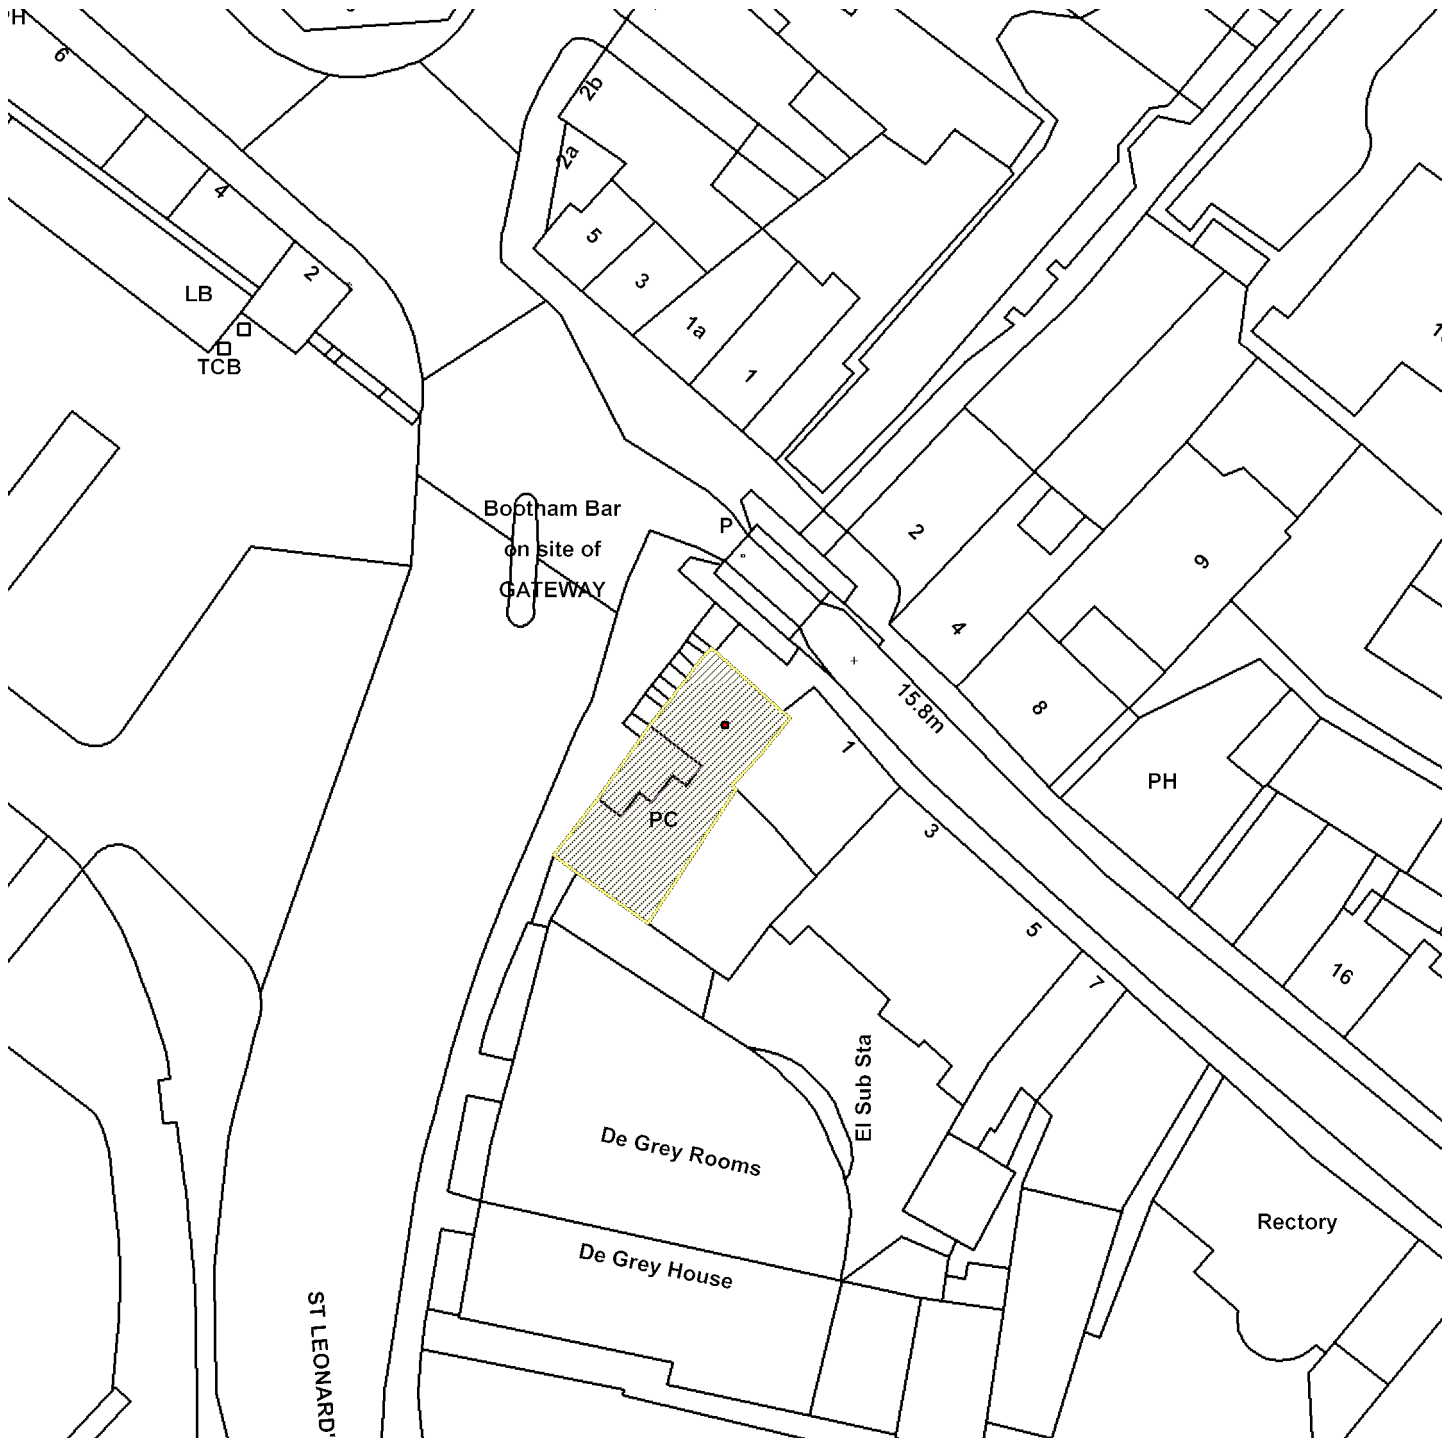 PH
6
2b
2a
4
5
2
3
LB
1a
TCB
1
Bootham Bar
P
on site of
2
9
GATEWAY
4
15.8m
8
1
PH
PC
3
5
7
16
El Sub Sta
De Grey Rooms
Rectory
De Grey House
ST LEONARD'